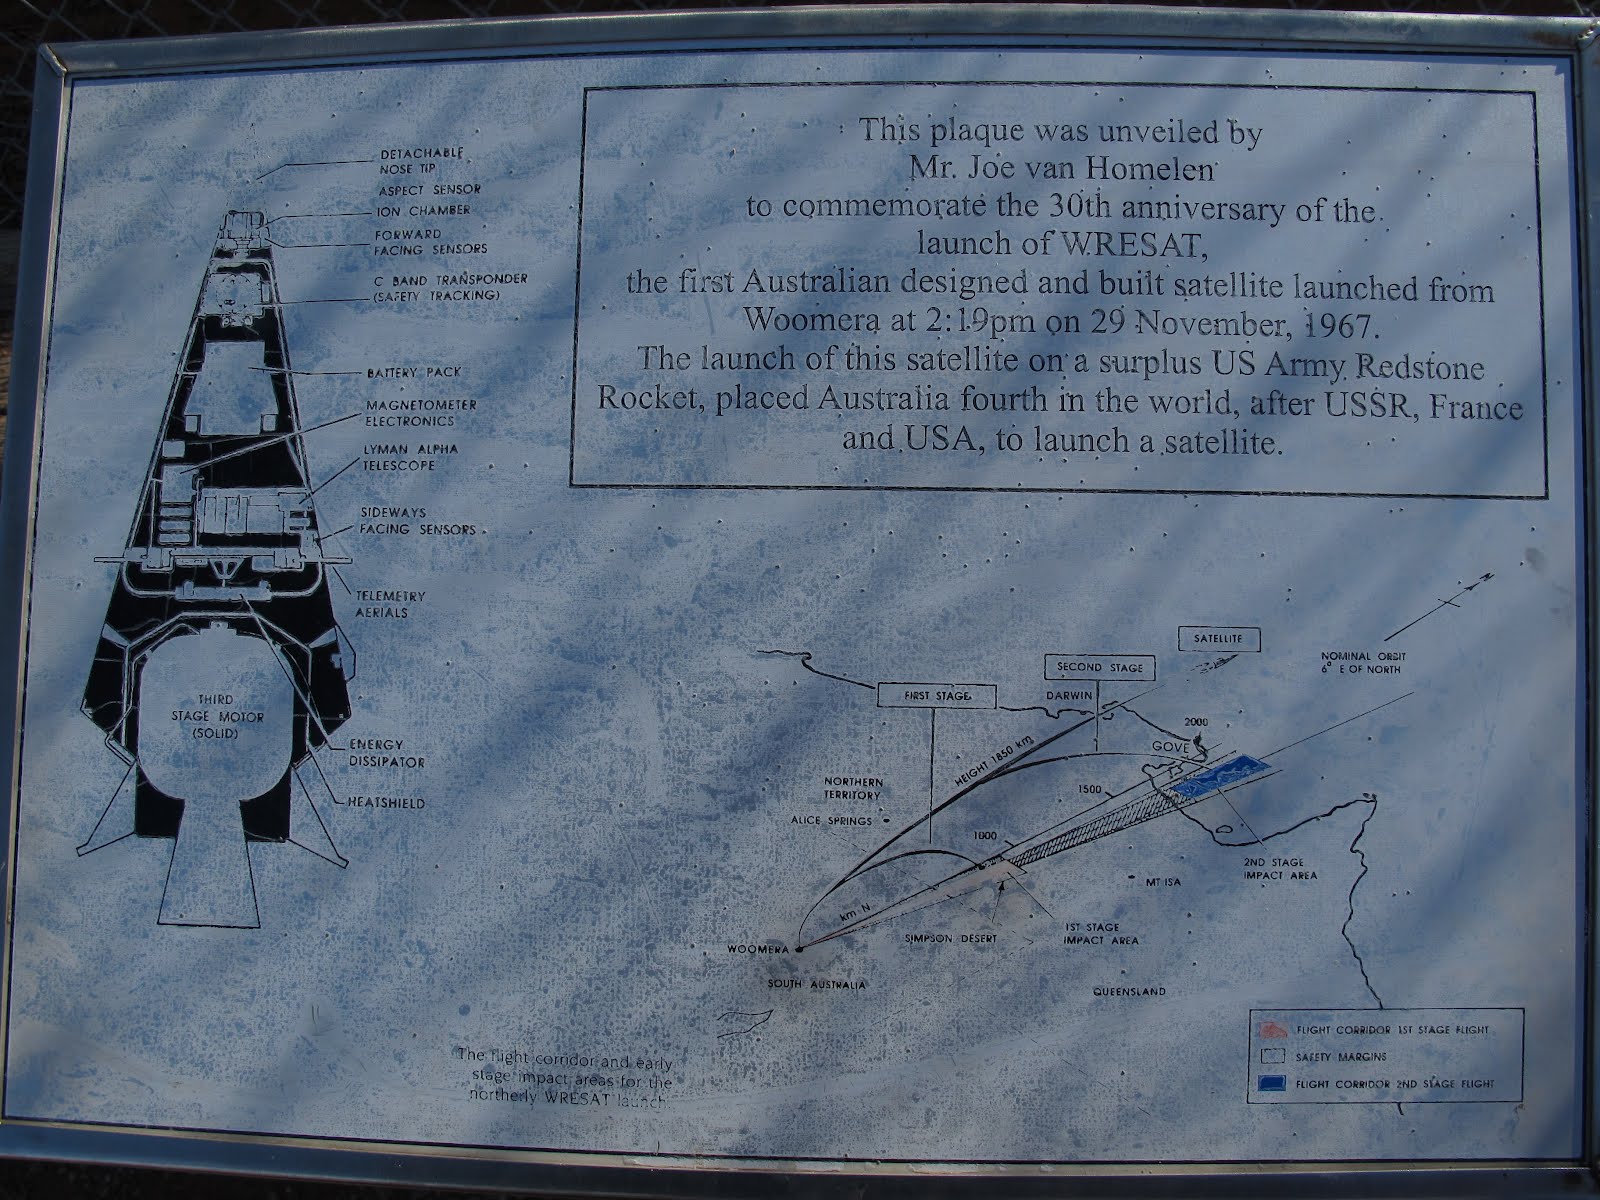 This plaque was unveiled by
Mr. Joe van Homelen
to commemorate the 30th anniversary of the
launch of WRESAT,
the first Australian designed and built satellite launched from
Woomera at 2:19pm on 29 November, 1967.
The launch of this satellite on a surplus US Army Redstone
Rocket, placed Australia fourth in the world, after USSR, France
and USA, to launch a satellite.
DETACHABLE
NOSE TIP
ASPECT SENSOR
ION CHAMBER
FORWARD
FACING SENSORS
C BAND TRANSPONDER
(SAFETY TRACKING)
BATTERY PACK
MAGNETOMETER
ELECTRONICS
LYMAN ALPHA
TELESCOPE
SIDEWAYS
FACING SENSORS
TELEMETRY
AERIALS
THIRD
STAGE MOTOR
(SOLID)
ENERGY
DISSIPATOR
HEATSHIELD
SATELLITE
SECOND STAGE
FIRST STAGE
NOMINAL ORBIT
6° E OF NORTH
N
DARWIN
2000
GOVE
HEIGHT 1850 km
NORTHERN
TERRITORY
1500
ALICE SPRINGS
1000
2ND STAGE
IMPACT AREA
MT ISA
km N
1ST STAGE
IMPACT AREA
SIMPSON DESERT
WOOMERA
SOUTH AUSTRALIA
QUEENSLAND
FLIGHT CORRIDOR 1ST STAGE FLIGHT
SAFETY MARGINS
FLIGHT CORRIDOR 2ND STAGE FLIGHT
The flight corridor and early
stage impact areas for the
northerly WRESAT launch.